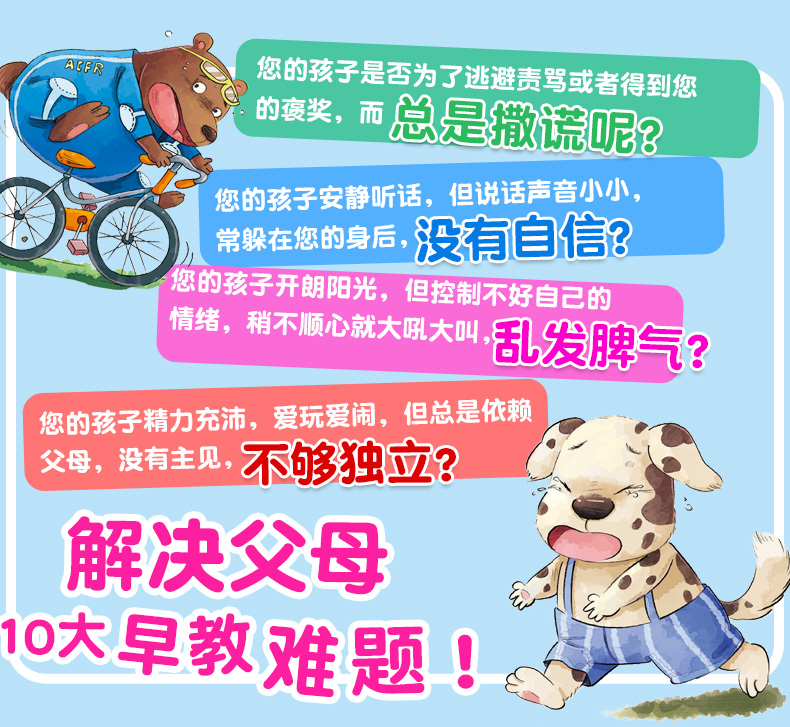 ACFR
您的孩子是否为了逃避责骂或者得到您
的褒奖，而总是撒谎呢？
您的孩子安静听话，但说话声音小小，
常躲在您的身后，没有自信？
您的孩子开朗阳光，但控制不好自己的
情绪，稍不顺心就大吼大叫，乱发脾气？
您的孩子精力充沛，爱玩爱闹，但总是依赖
父母，没有主见，不够独立？
解决父母
10大早教难题！